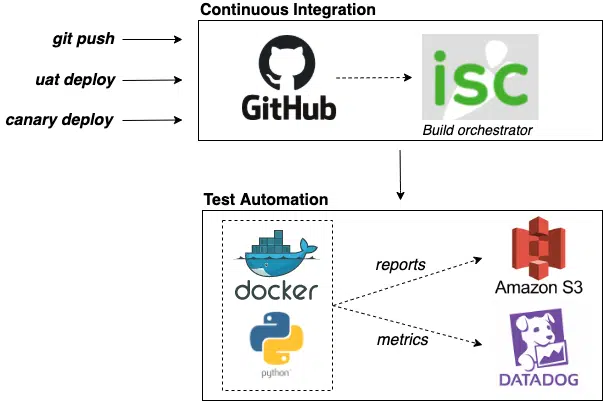 Continuous Integration
git push
uat deploy
canary deploy
GitHub
isc
Build orchestrator
Test Automation
docker
python
reports
metrics
Amazon S3
DATADOG